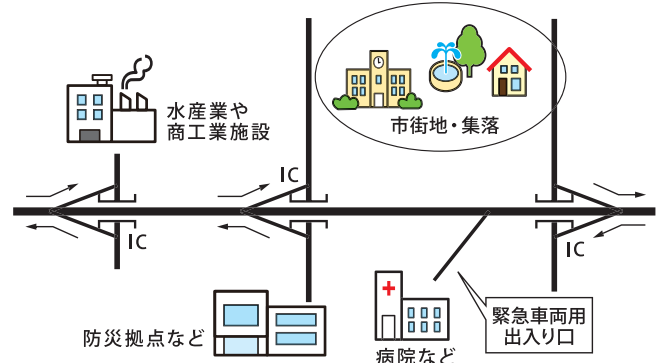 水産業や
商工業施設
市街地・集落
IC
IC
IC
防災拠点など
病院など
緊急車両用
出入り口